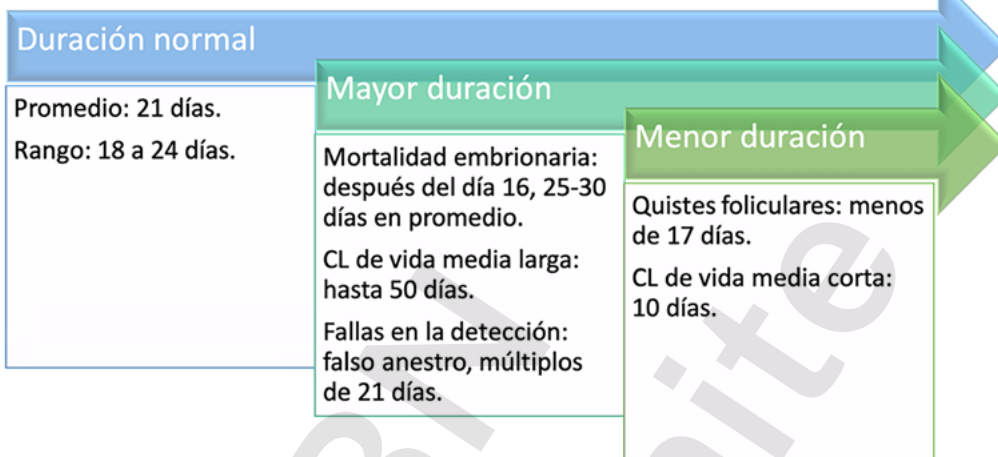 Duración normal
Promedio: 21 días.
Rango: 18 a 24 días.
Mayor duración
Mortalidad embrionaria:
después del día 16, 25-30
días en promedio.
CL de vida media larga:
hasta 50 días.
Fallas en la detección:
falso anestro, múltiplos
de 21 días.
Menor duración
Quistes foliculares: menos
de 17 días.
CL de vida media corta:
10 días.